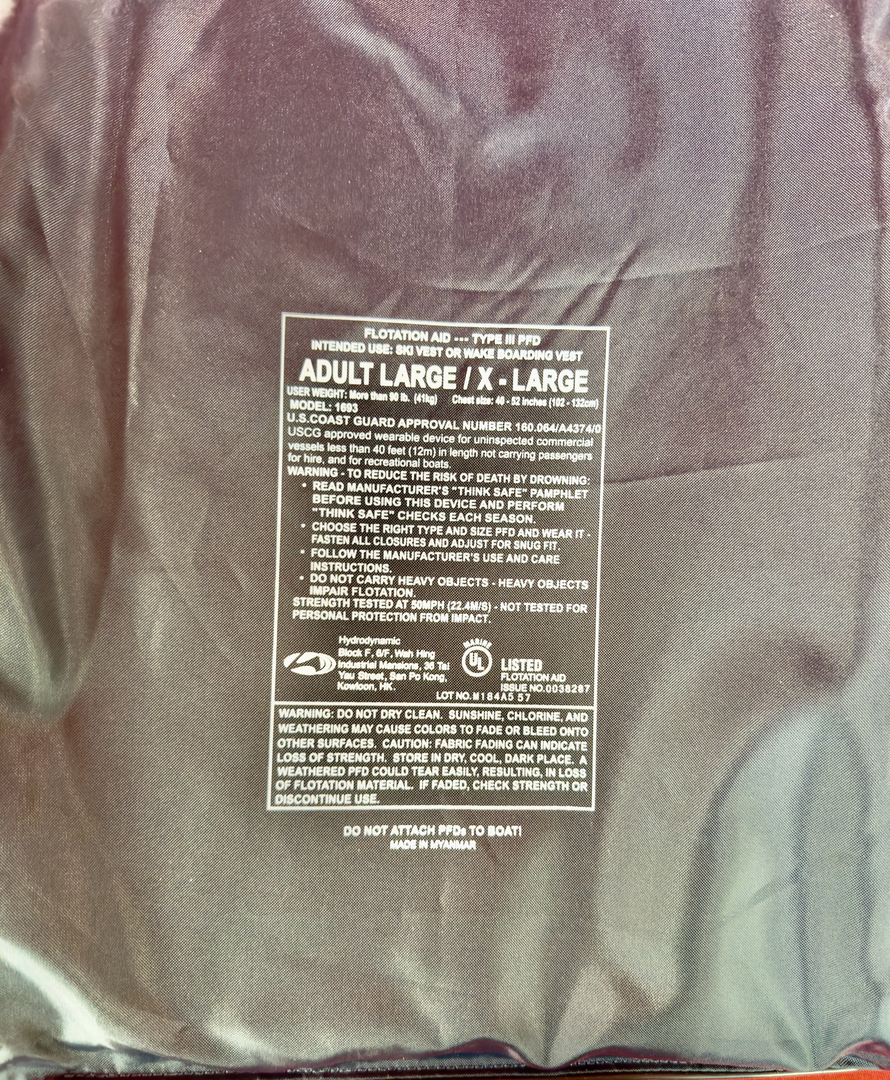 FLOTATION AID --- TYPE III PFD
INTENDED USE: SKI VEST OR WAKE BOARDING VEST
ADULT LARGE / X - LARGE
USER WEIGHT: More than 90 lb. (41kg) Chest size: 40 - 52 inches (102 - 132cm)
MODEL: 1693
U.S.COAST GUARD APPROVAL NUMBER 160.064/A4374/0
USCG approved wearable device for uninspected commercial
vessels less than 40 feet (12m) in length not carrying passengers
for hire, and for recreational boats.
WARNING - TO REDUCE THE RISK OF DEATH BY DROWNING:
• READ MANUFACTURER'S "THINK SAFE" PAMPHLET
BEFORE USING THIS DEVICE AND PERFORM
"THINK SAFE" CHECKS EACH SEASON.
• CHOOSE THE RIGHT TYPE AND SIZE PFD AND WEAR IT -
FASTEN ALL CLOSURES AND ADJUST FOR SNUG FIT.
• FOLLOW THE MANUFACTURER'S USE AND CARE
INSTRUCTIONS.
• DO NOT CARRY HEAVY OBJECTS - HEAVY OBJECTS
IMPAIR FLOTATION.
STRENGTH TESTED AT 50MPH (22.4M/S) - NOT TESTED FOR
PERSONAL PROTECTION FROM IMPACT.
Hydrodynamic
Block F, 6/F, Wah Hing
Industrial Mansions, 36 Tai
Yau Street, San Po Kong,
Kowloon, HK.
MARINE
UL
LISTED
FLOTATION AID
ISSUE NO.0038287
LOT NO.M184A5 57
WARNING: DO NOT DRY CLEAN. SUNSHINE, CHLORINE, AND
WEATHERING MAY CAUSE COLORS TO FADE OR BLEED ONTO
OTHER SURFACES. CAUTION: FABRIC FADING CAN INDICATE
LOSS OF STRENGTH. STORE IN DRY, COOL, DARK PLACE. A
WEATHERED PFD COULD TEAR EASILY, RESULTING, IN LOSS
OF FLOTATION MATERIAL. IF FADED, CHECK STRENGTH OR
DISCONTINUE USE.
DO NOT ATTACH PFDs TO BOAT!
MADE IN MYANMAR